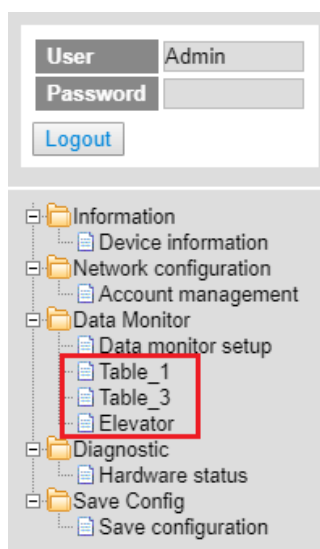 User Admin
Password
Logout
Information
Device information
Network configuration
Account management
Data Monitor
Data monitor setup
Table_1
Table_3
Elevator
Diagnostic
Hardware status
Save Config
Save configuration